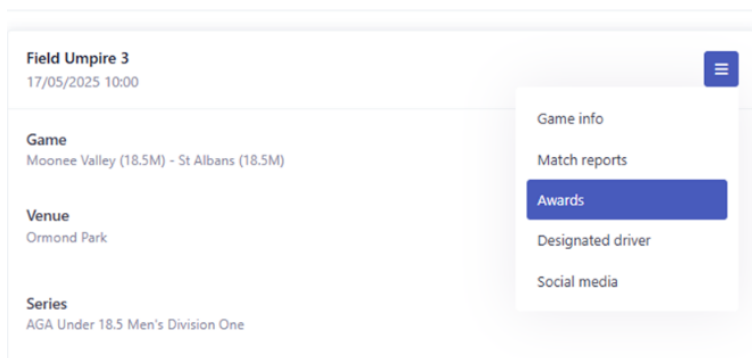 Field Umpire 3
17/05/2025 10:00
Game info
Game
Moonee Valley (18.5M) - St Albans (18.5M)
Match reports
Awards
Venue
Ormond Park
Designated driver
Social media
Series
AGA Under 18.5 Men's Division One